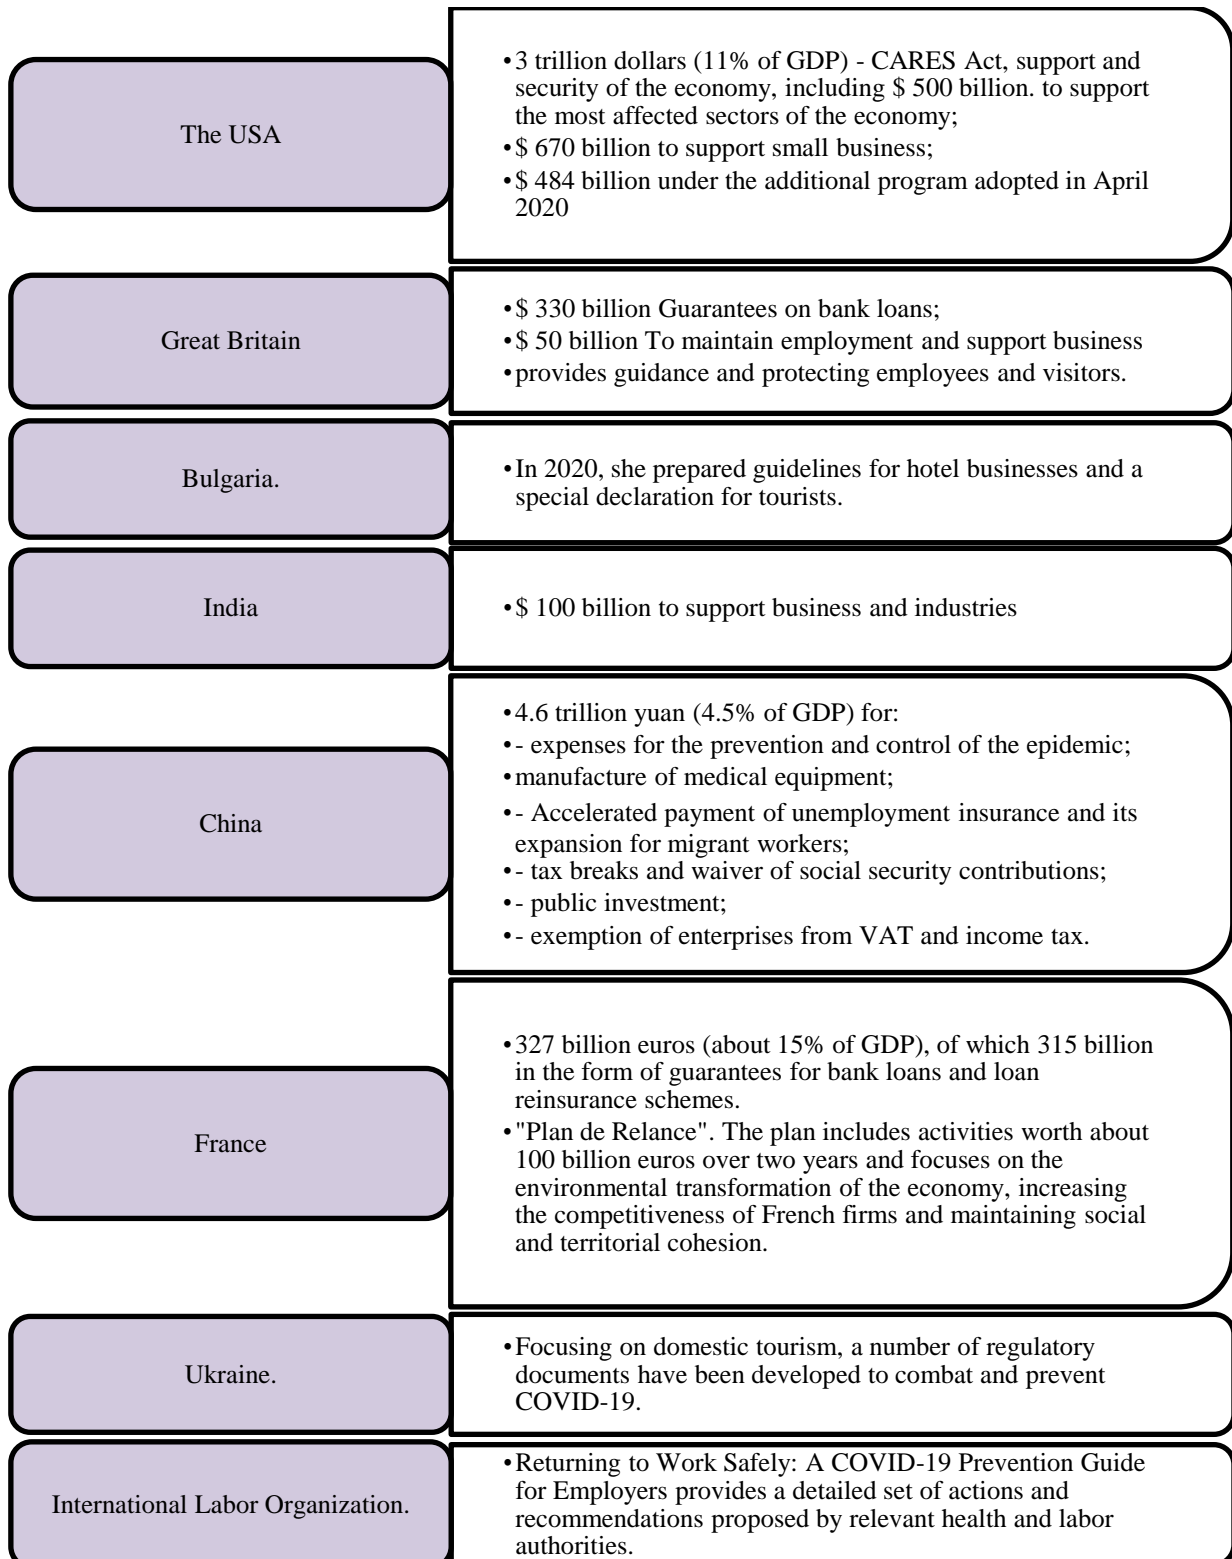 The USA
•3 trillion dollars (11% of GDP) - CARES Act, support and
security of the economy, including $ 500 billion. to support
the most affected sectors of the economy;
•$ 670 billion to support small business;
•$ 484 billion under the additional program adopted in April
2020
Great Britain
•$ 330 billion Guarantees on bank loans;
•$ 50 billion To maintain employment and support business
•provides guidance and protecting employees and visitors.
Bulgaria.
•In 2020, she prepared guidelines for hotel businesses and a
special declaration for tourists.
India
•$ 100 billion to support business and industries
China
•4.6 trillion yuan (4.5% of GDP) for:
•- expenses for the prevention and control of the epidemic;
•manufacture of medical equipment;
•- Accelerated payment of unemployment insurance and its
expansion for migrant workers;
•- tax breaks and waiver of social security contributions;
•- public investment;
•- exemption of enterprises from VAT and income tax.
France
•327 billion euros (about 15% of GDP), of which 315 billion
in the form of guarantees for bank loans and loan
reinsurance schemes.
•"Plan de Relance". The plan includes activities worth about
100 billion euros over two years and focuses on the
environmental transformation of the economy, increasing
the competitiveness of French firms and maintaining social
and territorial cohesion.
Ukraine.
•Focusing on domestic tourism, a number of regulatory
documents have been developed to combat and prevent
COVID-19.
International Labor Organization.
•Returning to Work Safely: A COVID-19 Prevention Guide
for Employers provides a detailed set of actions and
recommendations proposed by relevant health and labor
authorities.